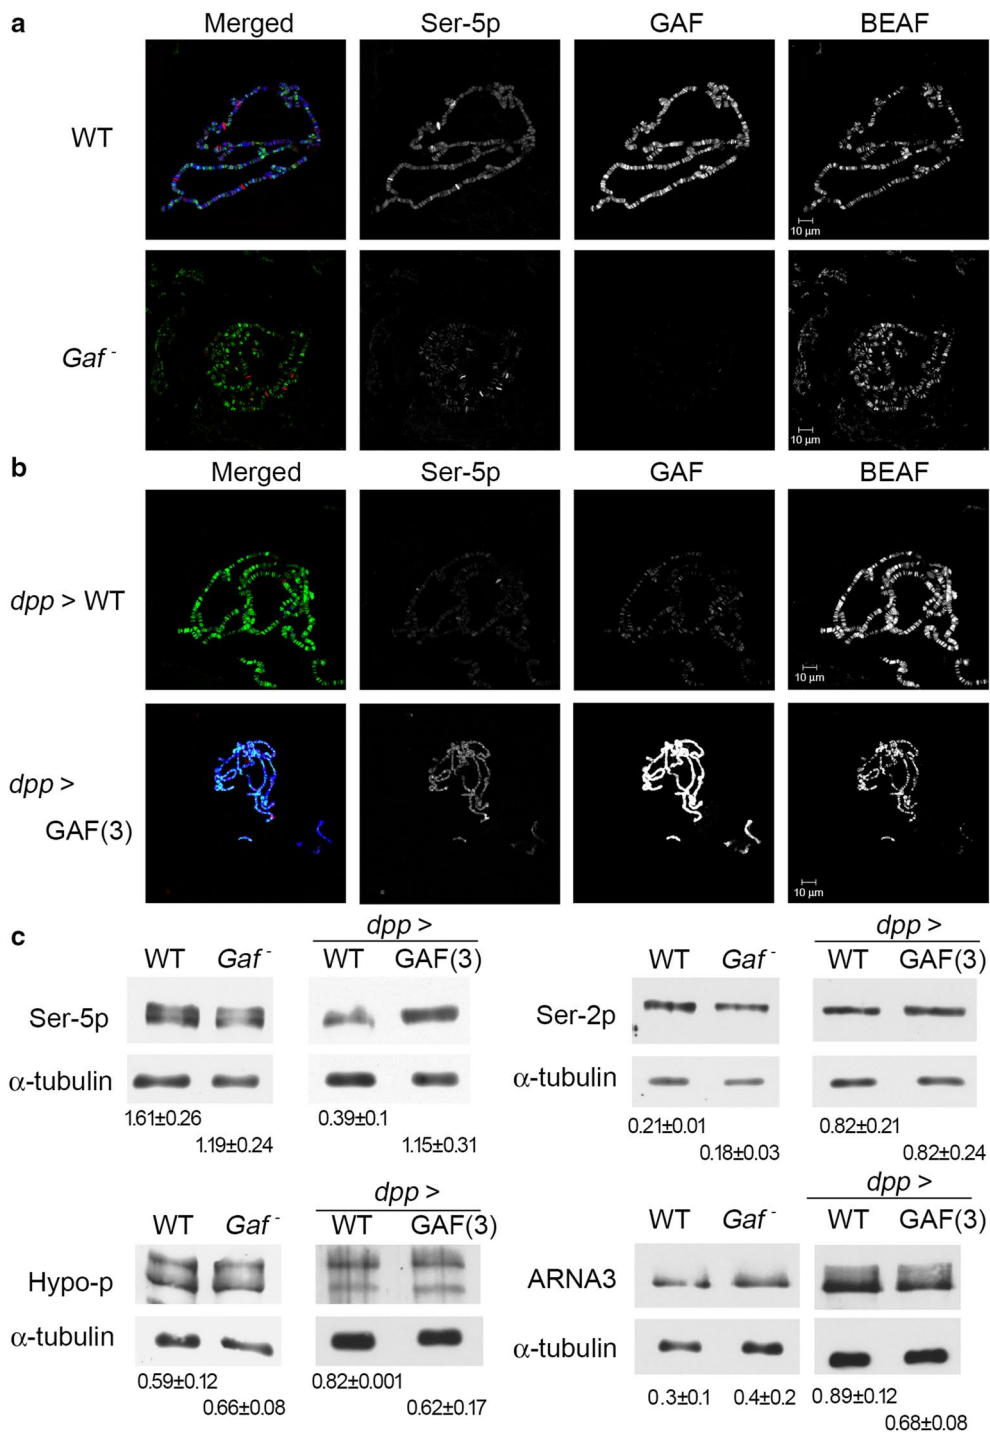 a
Merged Ser-5p GAF BEAF
WT
10 µm
Gaf -
10 µm
b
Merged Ser-5p GAF BEAF
dpp > WT
10 µm
dpp >
GAF(3)
10 µm
c
dpp >
WT Gaf - WT GAF(3)
Ser-5p
α-tubulin
1.61±0.26 0.39±0.1
1.19±0.24 1.15±0.31
dpp >
WT Gaf - WT GAF(3)
Ser-2p
α-tubulin
0.21±0.01 0.82±0.21
0.18±0.03 0.82±0.24
dpp >
WT Gaf - WT GAF(3)
Hypo-p
α-tubulin
0.59±0.12 0.82±0.001
0.66±0.08 0.62±0.17
dpp >
WT Gaf - WT GAF(3)
ARNA3
α-tubulin
0.3±0.1 0.4±0.2 0.89±0.12
0.68±0.08